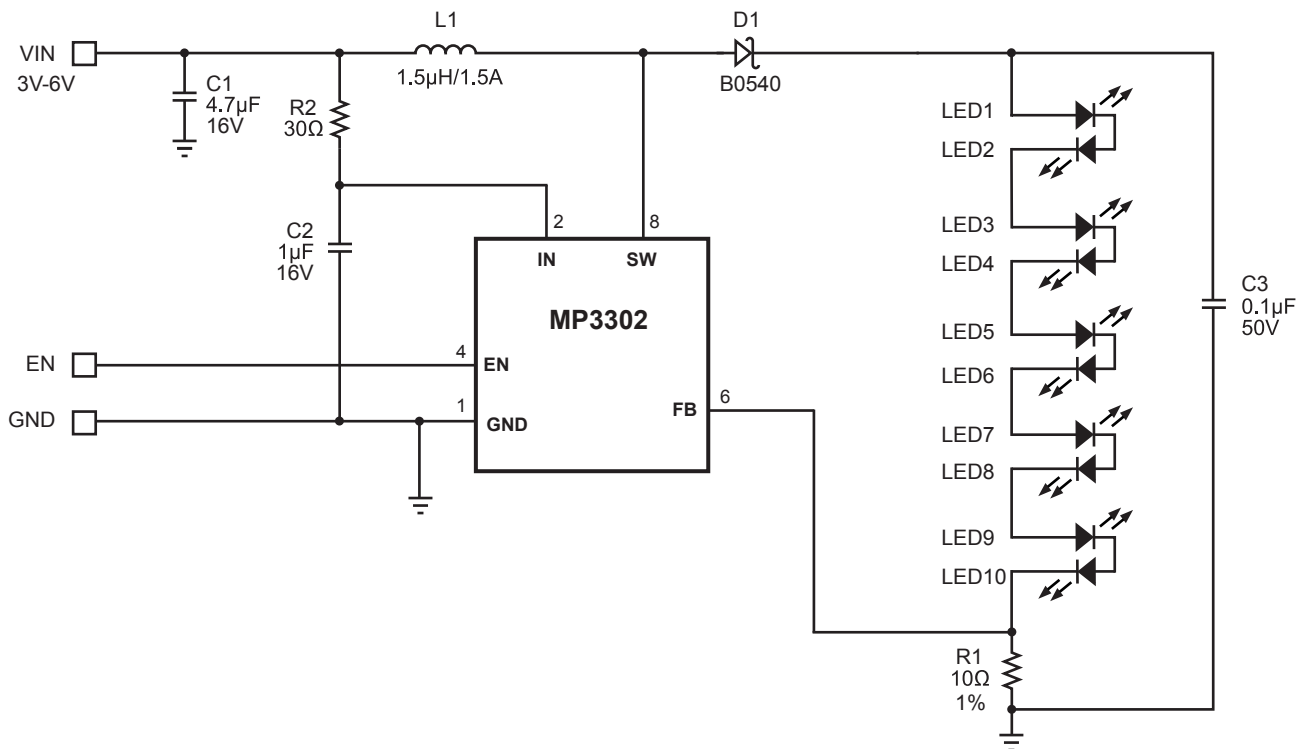 L1
D1
VIN
3V-6V
C1
4.7µF
16V
R2
30Ω
1.5µH/1.5A
B0540
LED1
LED2
LED3
LED4
LED5
LED6
LED7
LED8
LED9
LED10
C2
1µF
16V
2
8
IN
SW
MP3302
C3
0.1µF
50V
EN
4
EN
GND
1
GND
FB
6
R1
10Ω
1%